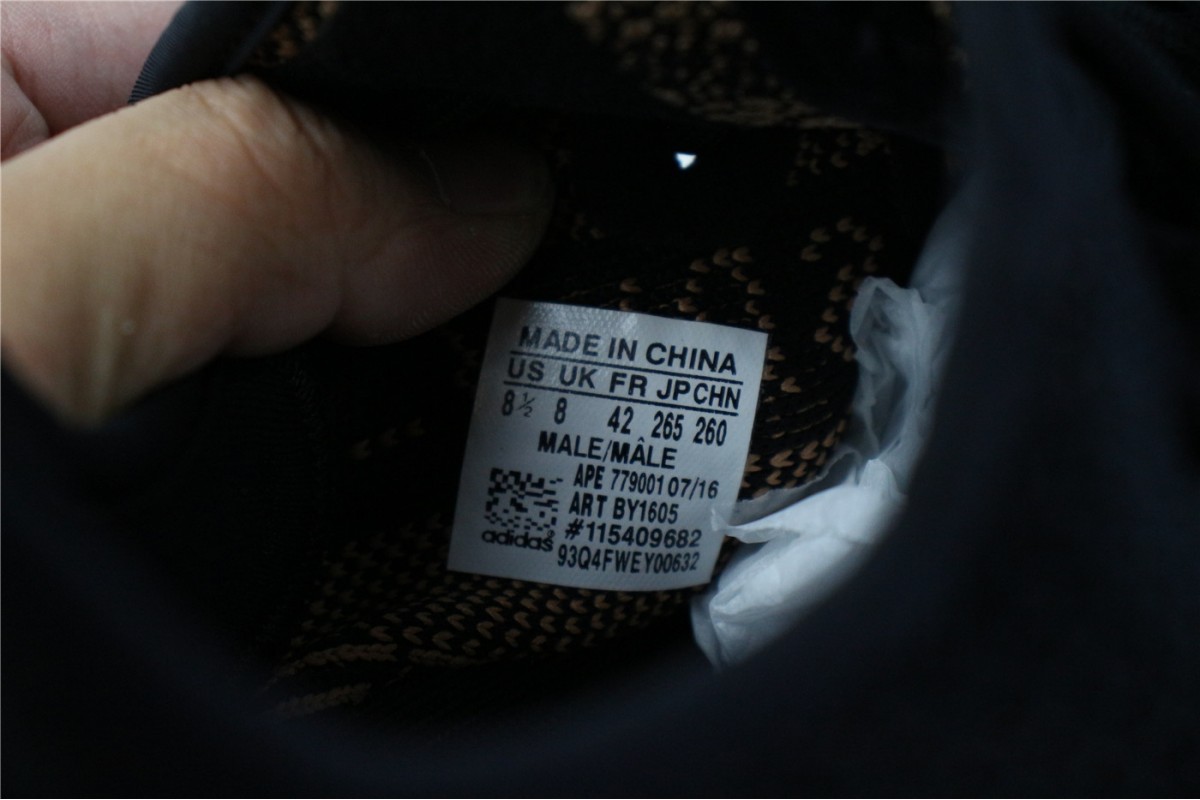 MADE IN CHINA
US UK FR JP CHN
8½ 8 42 265 260
MALE/MÂLE
APE 779001 07/16
ART BY1605
#115409682
adidas
93Q4FWEY00632